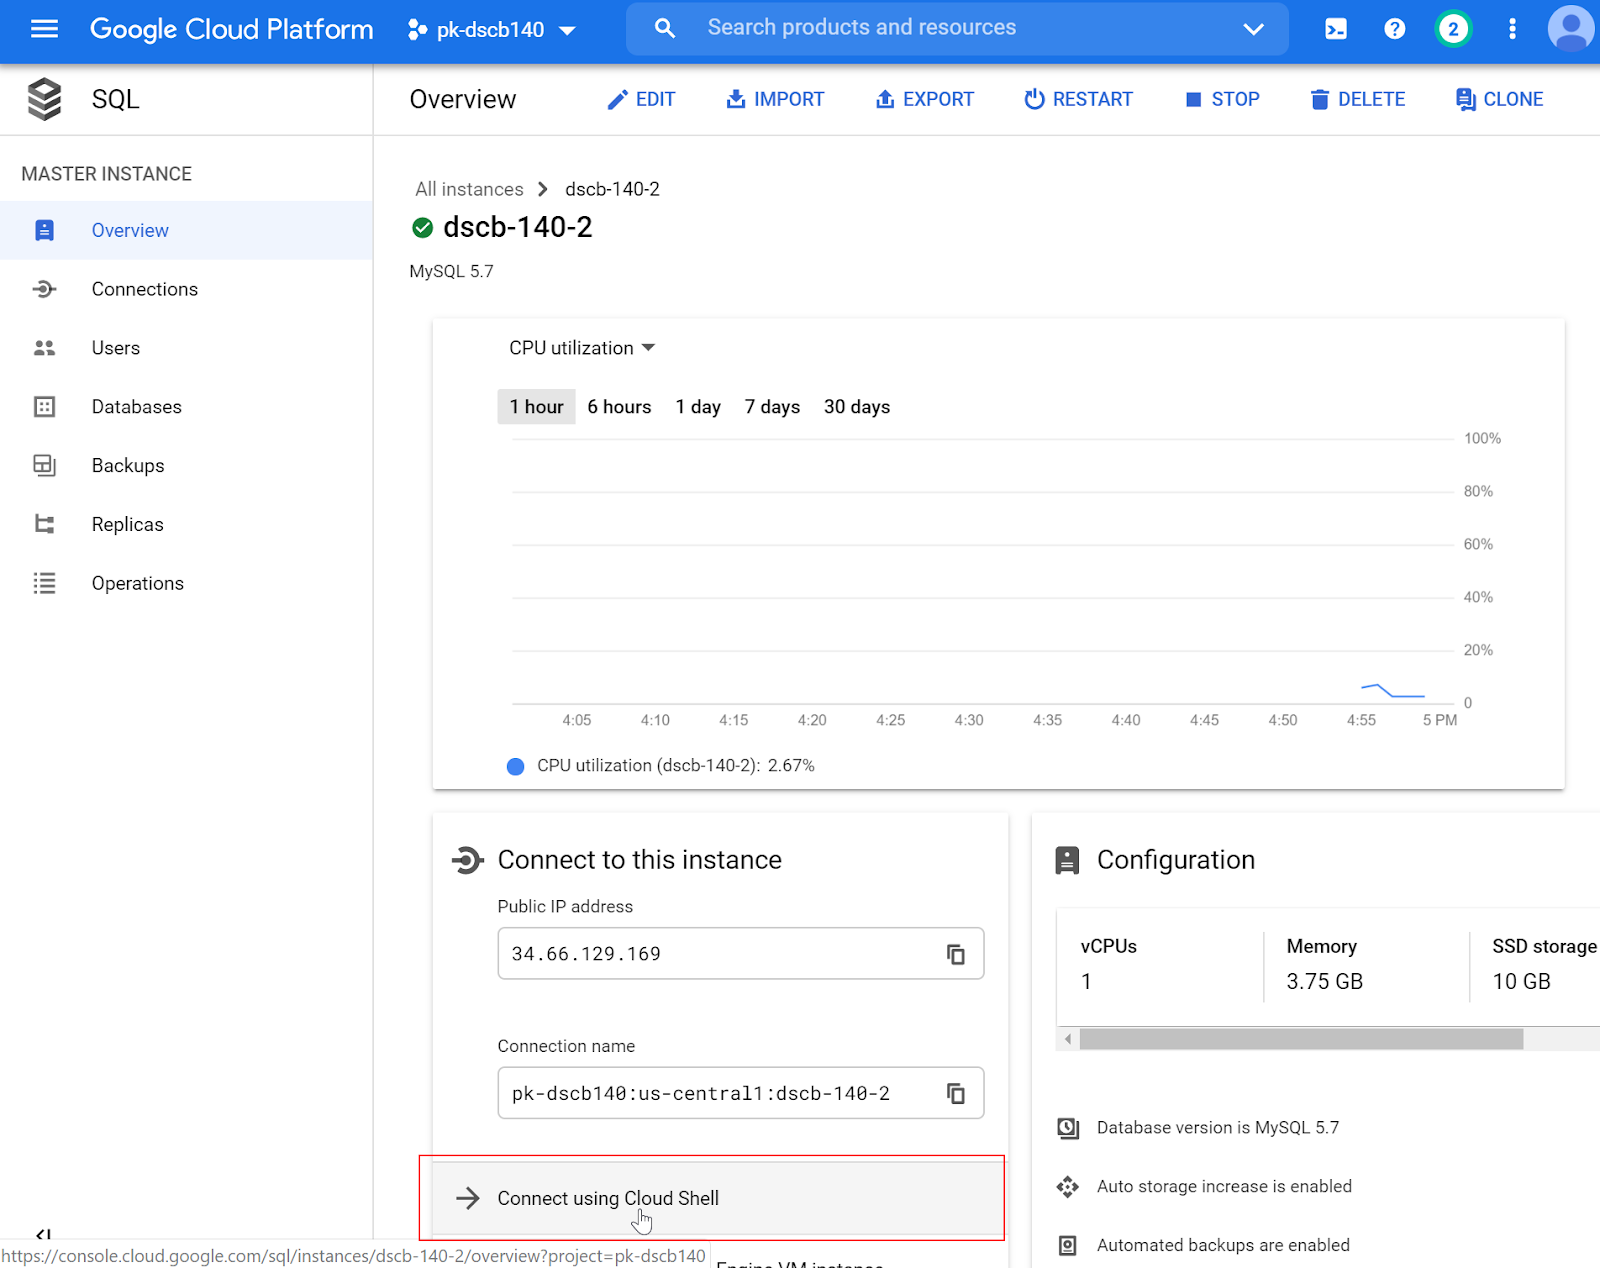 Google Cloud Platform
pk-dscb140
Search products and resources
2
SQL
Overview
EDIT
IMPORT
EXPORT
RESTART
STOP
DELETE
CLONE
MASTER INSTANCE
Overview
Connections
Users
Databases
Backups
Replicas
Operations
All instances
dscb-140-2
dscb-140-2
MySQL 5.7
CPU utilization
1 hour
6 hours
1 day
7 days
30 days
100%
80%
60%
40%
20%
0
4:05
4:10
4:15
4:20
4:25
4:30
4:35
4:40
4:45
4:50
4:55
5 PM
CPU utilization (dscb-140-2): 2.67%
Connect to this instance
Public IP address
34.66.129.169
Connection name
pk-dscb140:us-central1:dscb-140-2
Connect using Cloud Shell
Engine VM instance
Configuration
vCPUs
1
Memory
3.75 GB
SSD storage
10 GB
Database version is MySQL 5.7
Auto storage increase is enabled
Automated backups are enabled
https://console.cloud.google.com/sql/instances/dscb-140-2/overview?project=pk-dscb140